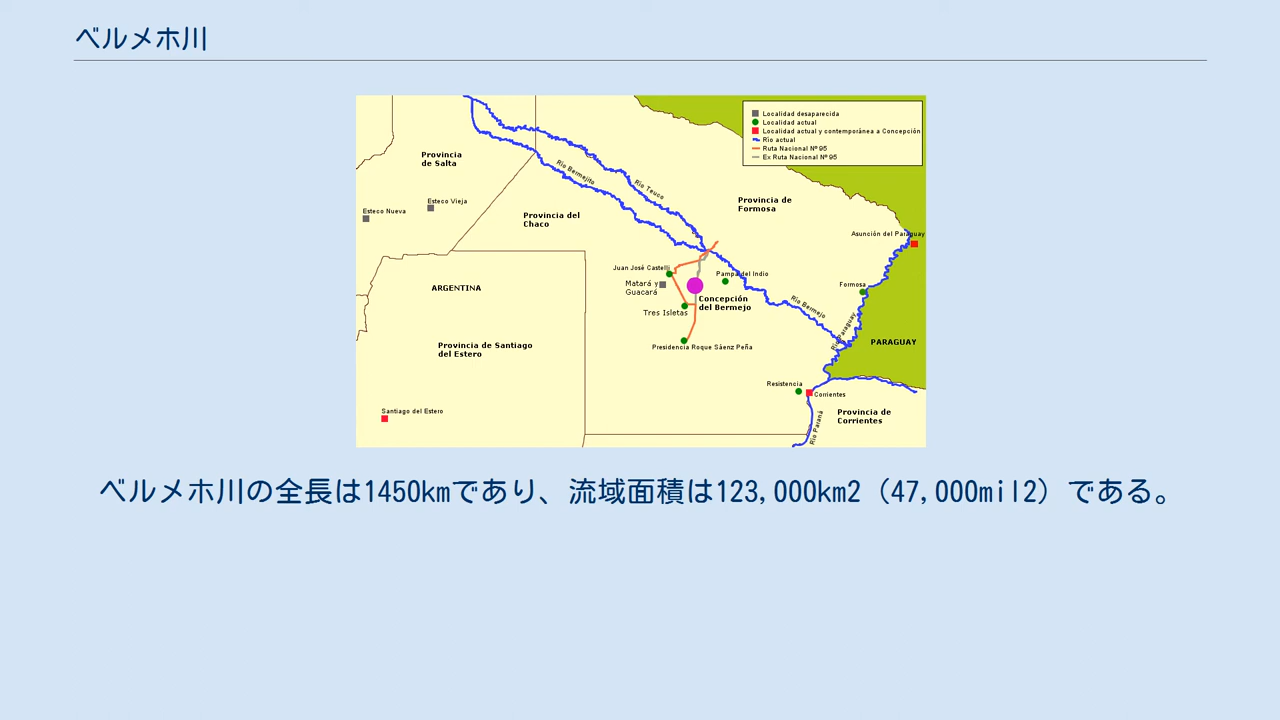 ベルメホ川
Localidad desaparecida
Localidad actual
Localidad actual y contemporánea a Concepción
Río actual
Ruta Nacional Nº 95
Ex Ruta Nacional Nº 95
Provincia
de Salta
Río Bermejito
Río Teuco
Esteco Nueva
Esteco Vieja
Provincia del
Chaco
Provincia de
Formosa
Asunción del Paraguay
Juan José Castelli
Pampa del Indio
Matará y
Guacará
Formosa
ARGENTINA
Concepción
del Bermejo
Río Bermejo
Tres Isletas
Río Paraguay
Provincia de Santiago
del Estero
Presidencia Roque Sáenz Peña
PARAGUAY
Resistencia
Corrientes
Santiago del Estero
Río Paraná
Provincia de
Corrientes
ベルメホ川の全長は1450kmであり、流域面積は123,000km2（47,000mil2）である。